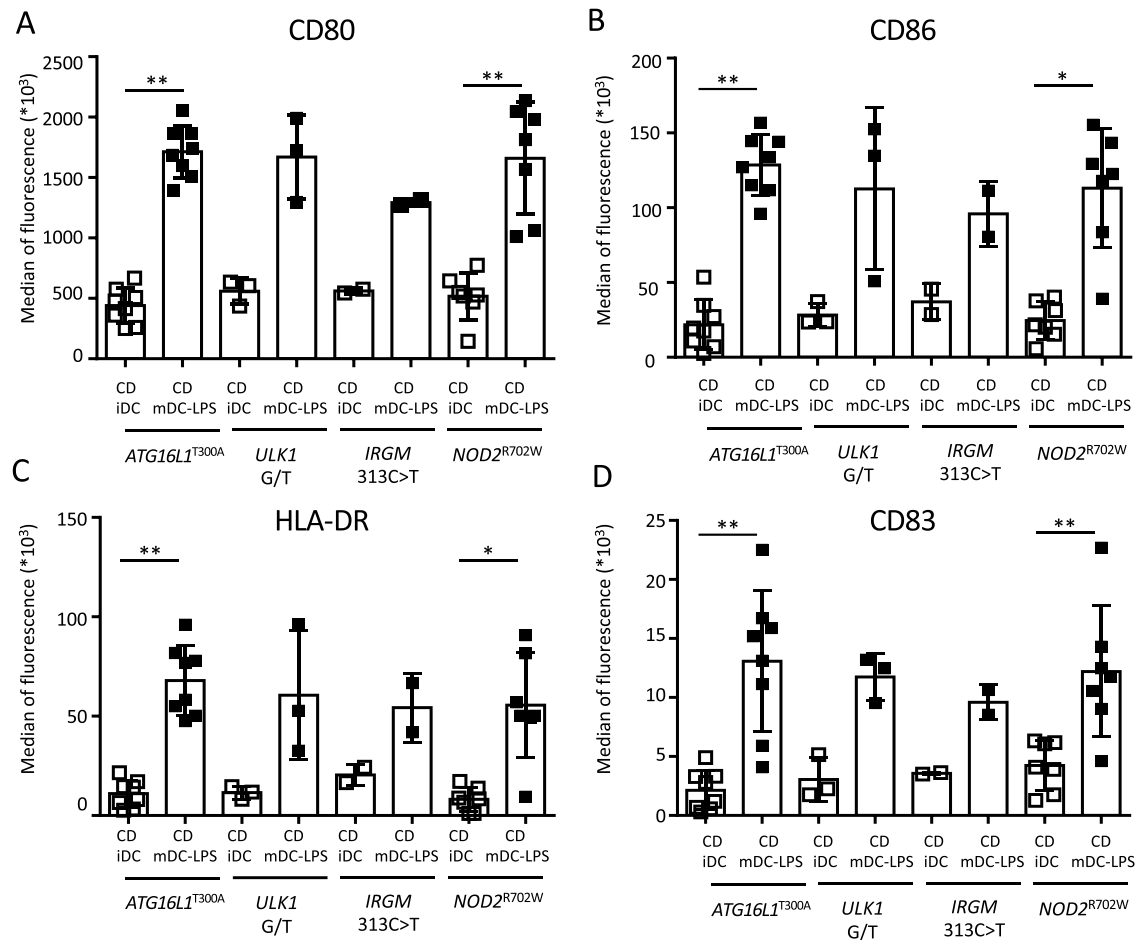 A
CD80
Median of fluorescence (*10³)
2500
2000
1500
1000
500
0
**
**
CD CD CD CD CD CD CD CD
iDC mDC-LPS iDC mDC-LPS iDC mDC-LPS iDC mDC-LPS
ATG16L1ᵀ³⁰⁰ᴬ ULK1 IRGM NOD2ᴿ⁷⁰²ᵂ
G/T 313C>T
B
CD86
Median of fluorescence (*10³)
200
150
100
50
0
**
*
CD CD CD CD CD CD CD CD
iDC mDC-LPS iDC mDC-LPS iDC mDC-LPS iDC mDC-LPS
ATG16L1ᵀ³⁰⁰ᴬ ULK1 IRGM NOD2ᴿ⁷⁰²ᵂ
G/T 313C>T
C
HLA-DR
Median of fluorescence (*10³)
150
100
50
0
**
*
CD CD CD CD CD CD CD CD
iDC mDC-LPS iDC mDC-LPS iDC mDC-LPS iDC mDC-LPS
ATG16L1ᵀ³⁰⁰ᴬ ULK1 IRGM NOD2ᴿ⁷⁰²ᵂ
G/T 313C>T
D
CD83
Median of fluorescence (*10³)
25
20
15
10
5
0
**
**
CD CD CD CD CD CD CD CD
iDC mDC-LPS iDC mDC-LPS iDC mDC-LPS iDC mDC-LPS
ATG16L1ᵀ³⁰⁰ᴬ ULK1 IRGM NOD2ᴿ⁷⁰²ᵂ
G/T 313C>T